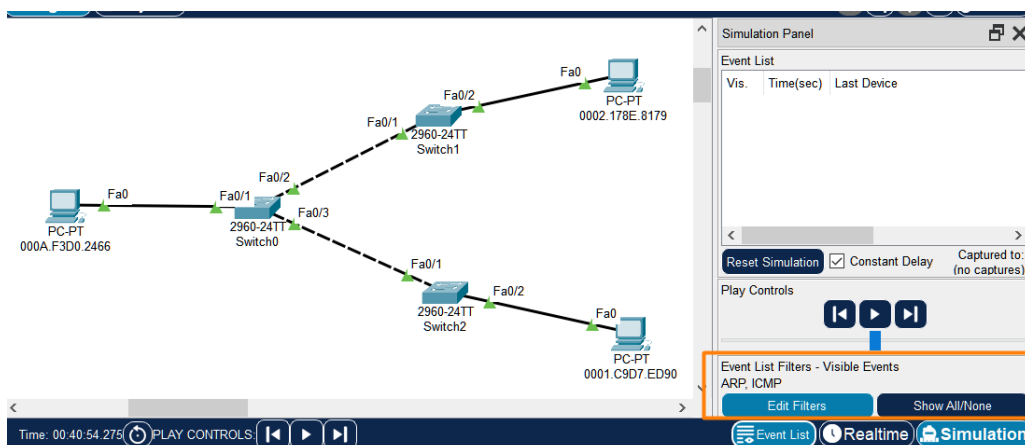 Simulation Panel
Event List
Vis. Time(sec) Last Device
Fa0
Fa0/2
PC-PT
0002.178E.8179
Fa0/1
2960-24TT
Switch1
Fa0/2
Fa0
Fa0/1
Fa0/3
PC-PT
000A.F3D0.2466
2960-24TT
Switch0
Fa0/1
Fa0/2
2960-24TT
Switch2
Fa0
PC-PT
0001.C9D7.ED90
Reset Simulation Constant Delay Captured to:
(no captures)
Play Controls
Event List Filters - Visible Events
ARP, ICMP
Edit Filters Show All/None
Time: 00:40:54.275 PLAY CONTROLS:
Event List Realtime Simulation